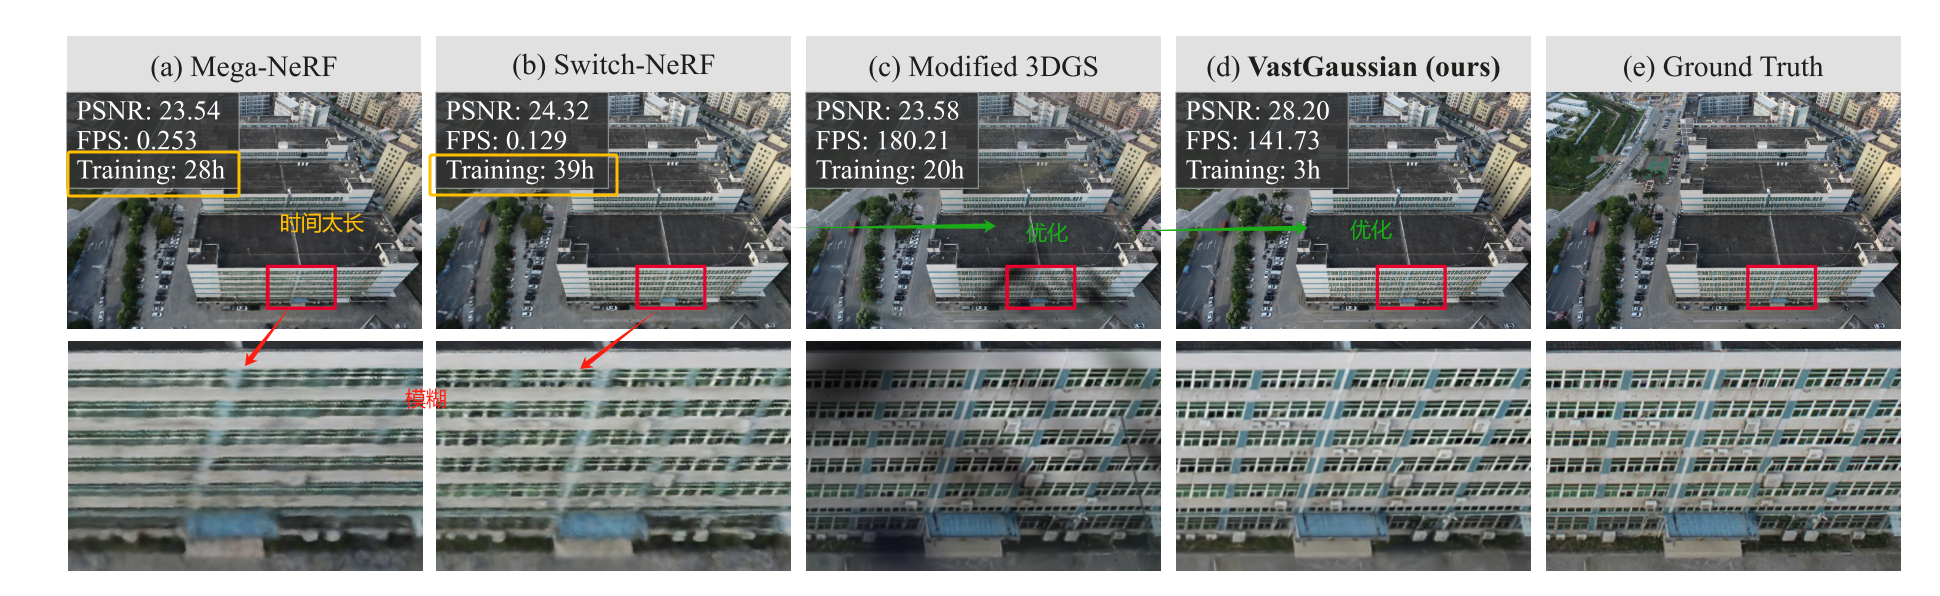 (a) Mega-NeRF
(b) Switch-NeRF
(c) Modified 3DGS
(d) VastGaussian (ours)
(e) Ground Truth
PSNR: 23.54
FPS: 0.253
Training: 28h
PSNR: 24.32
FPS: 0.129
Training: 39h
PSNR: 23.58
FPS: 180.21
Training: 20h
PSNR: 28.20
FPS: 141.73
Training: 3h
时间太长
优化
优化
模糊